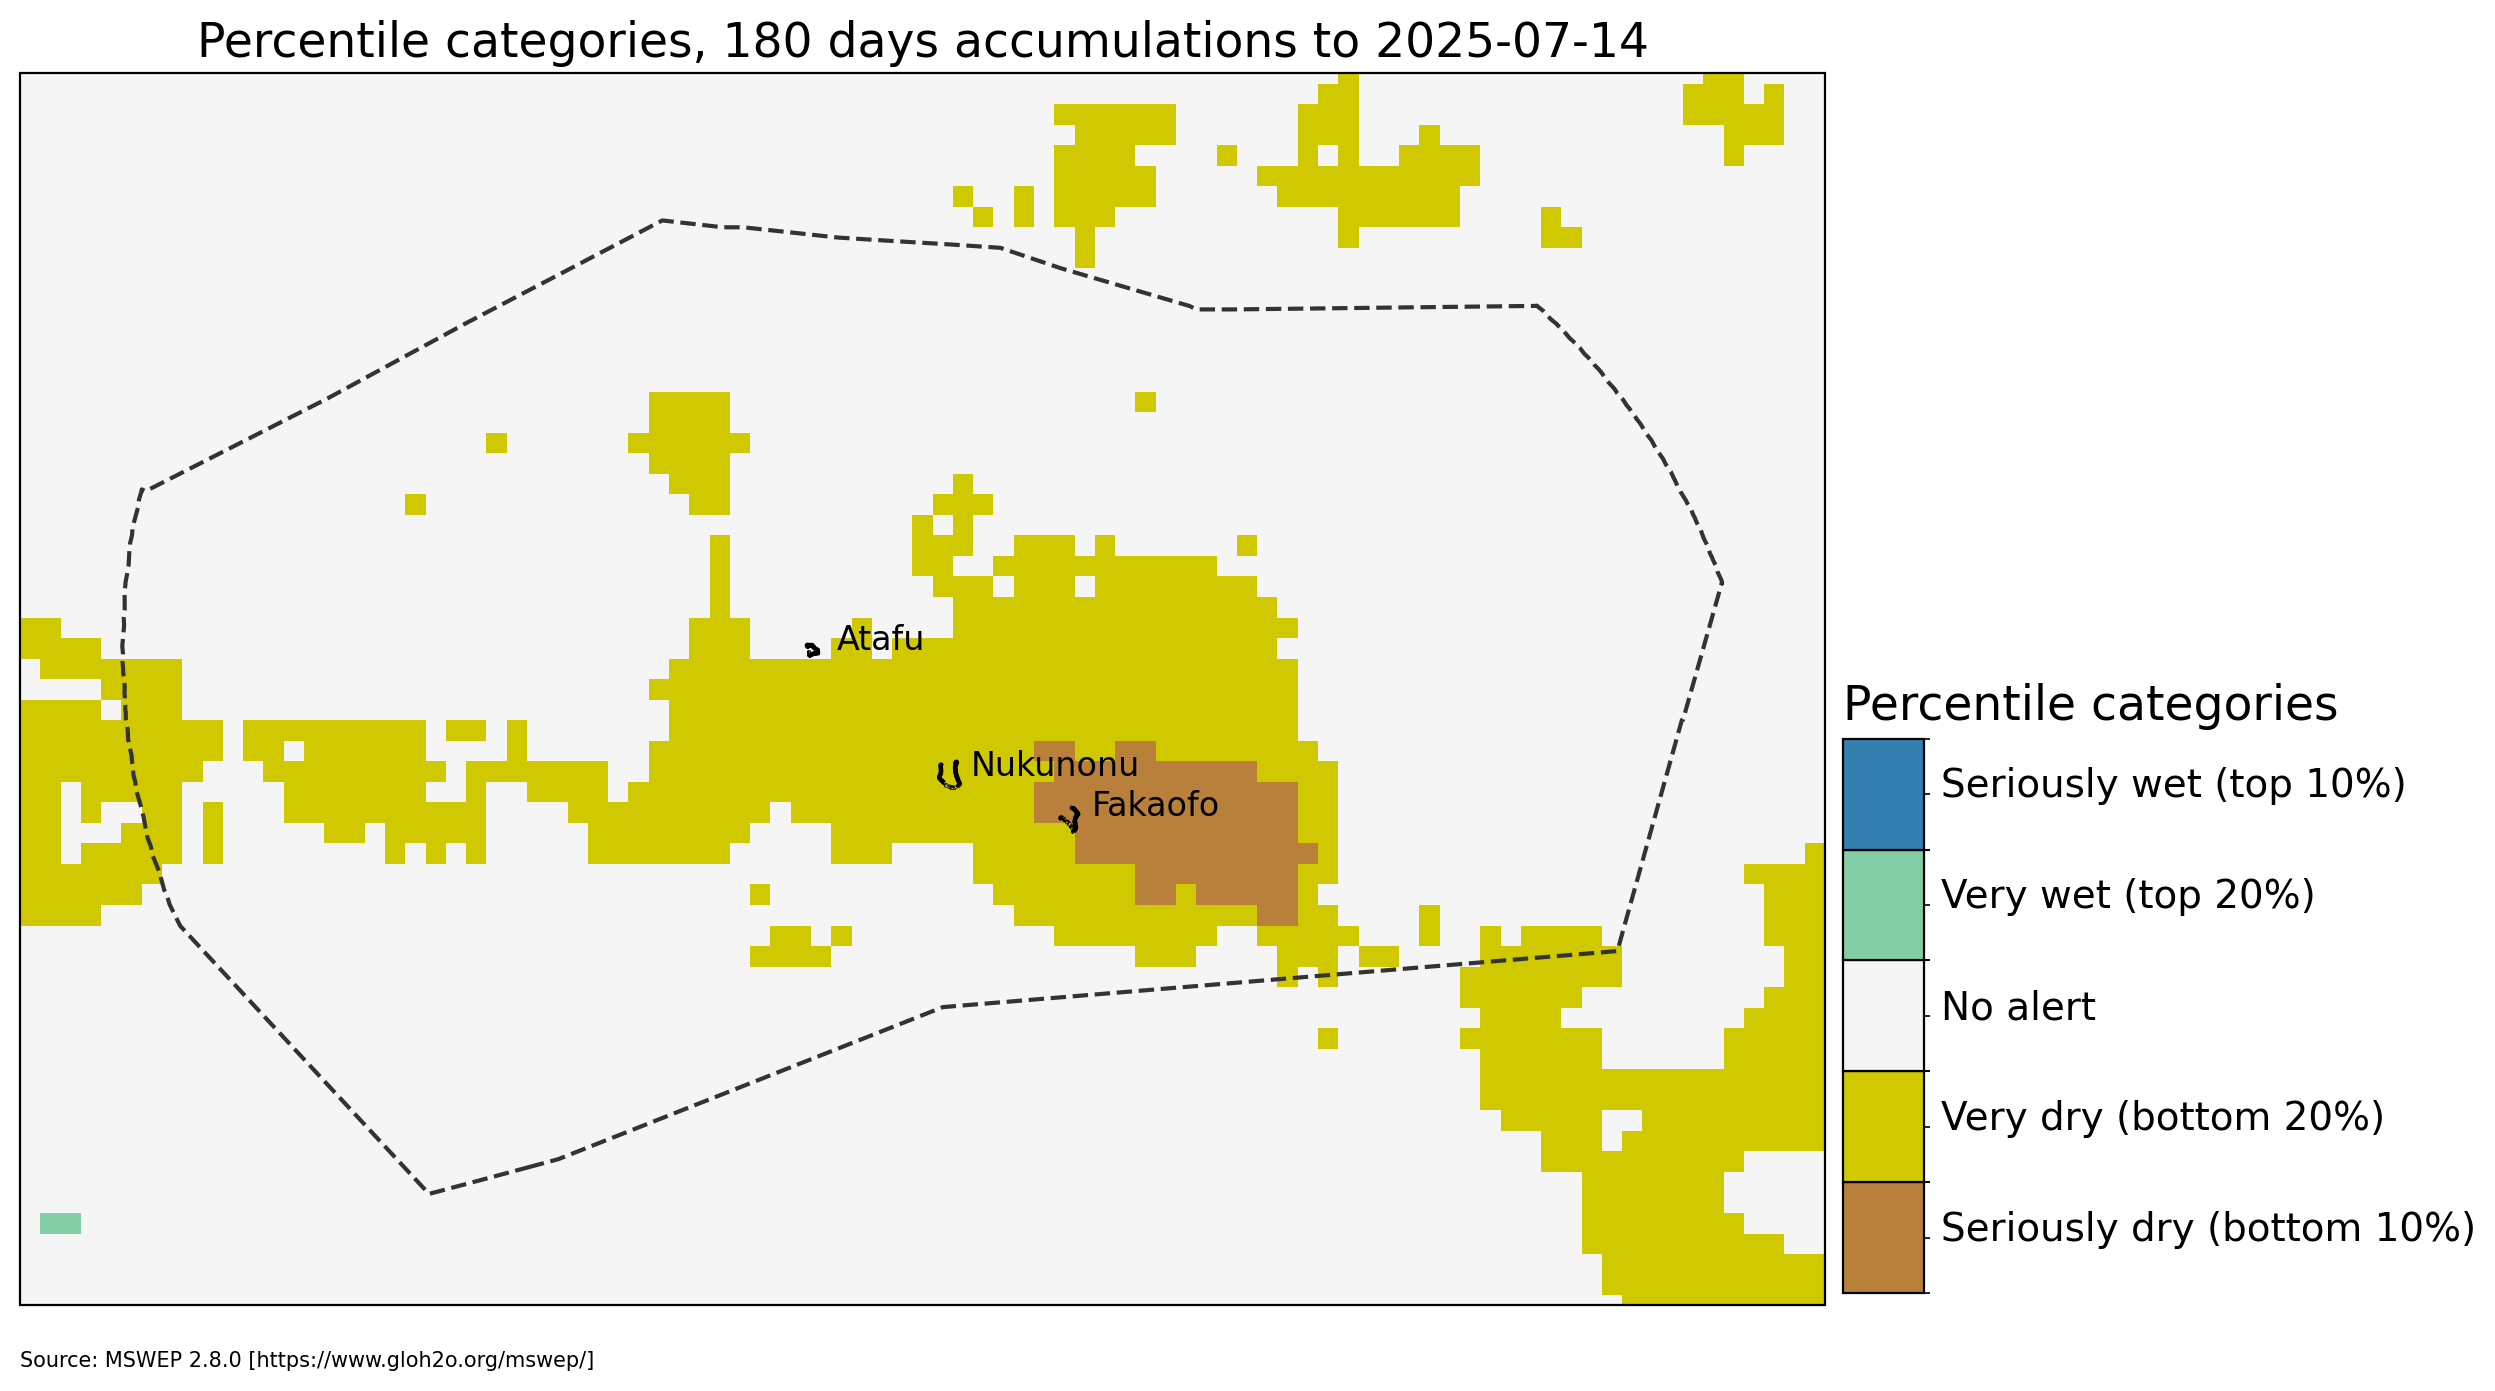 Percentile categories, 180 days accumulations to 2025-07-14
Atafu
Nukunonu
Fakaofo
Percentile categories
Seriously wet (top 10%)
Very wet (top 20%)
No alert
Very dry (bottom 20%)
Seriously dry (bottom 10%)
Source: MSWEP 2.8.0 [https://www.gloh2o.org/mswep/]